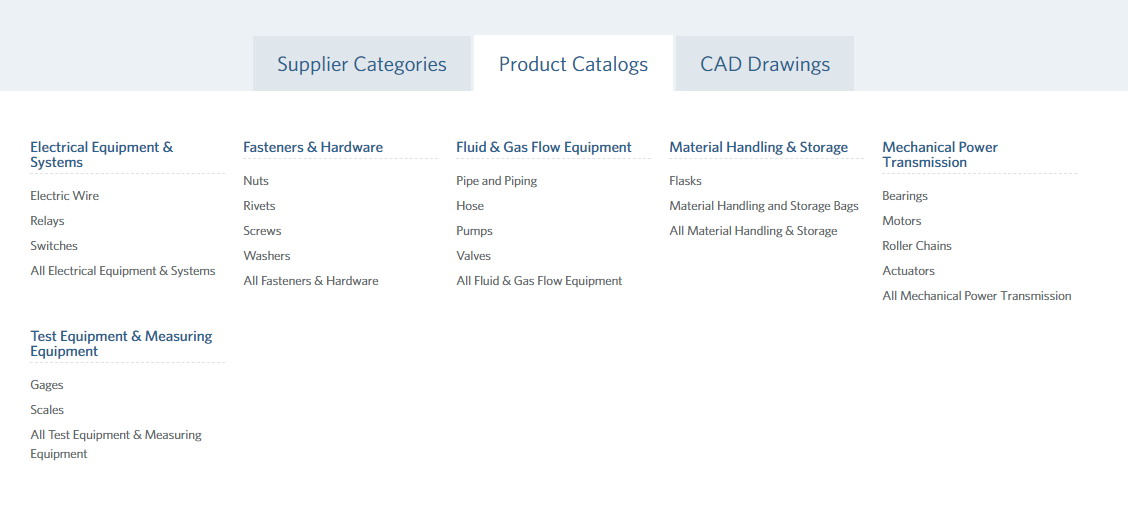 Supplier Categories
Product Catalogs
CAD Drawings
Electrical Equipment &
Systems
Electric Wire
Relays
Switches
All Electrical Equipment & Systems
Fasteners & Hardware
Nuts
Rivets
Screws
Washers
All Fasteners & Hardware
Fluid & Gas Flow Equipment
Pipe and Piping
Hose
Pumps
Valves
All Fluid & Gas Flow Equipment
Material Handling & Storage
Flasks
Material Handling and Storage Bags
All Material Handling & Storage
Mechanical Power
Transmission
Bearings
Motors
Roller Chains
Actuators
All Mechanical Power Transmission
Test Equipment & Measuring
Equipment
Gages
Scales
All Test Equipment & Measuring
Equipment